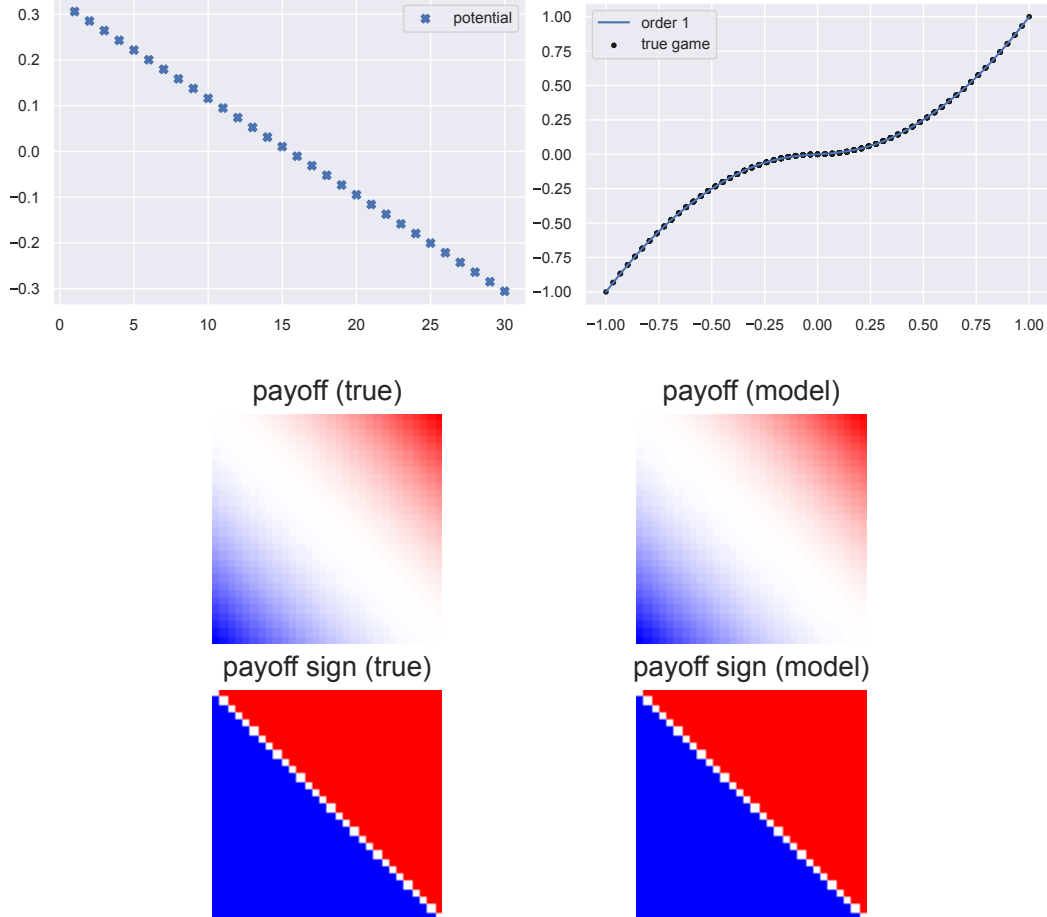 0.3
0.2
0.1
0.0
−0.1
−0.2
−0.3
potential
0 5 10 15 20 25 30
1.00
0.75
0.50
0.25
0.00
−0.25
−0.50
−0.75
−1.00
order 1
true game
−1.00 −0.75 −0.50 −0.25 0.00 0.25 0.50 0.75 1.00
payoff (true)
payoff (model)
payoff sign (true)
payoff sign (model)